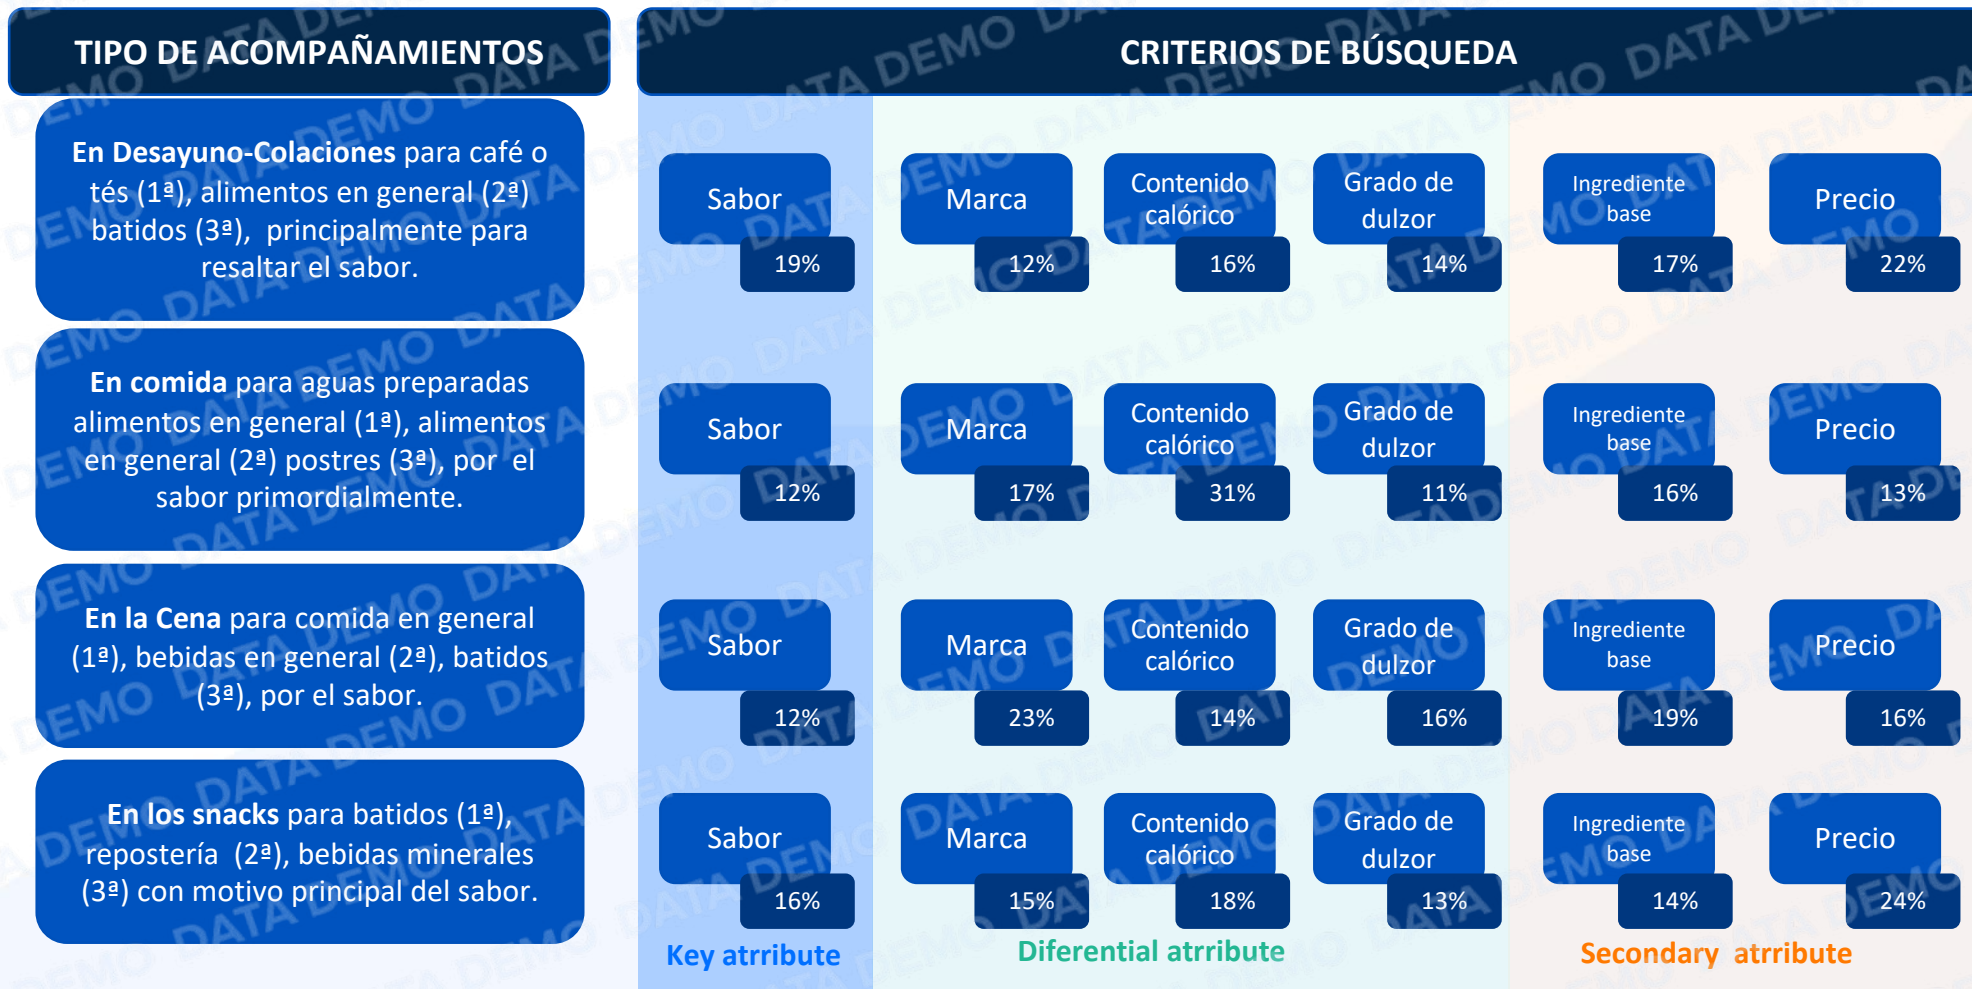 TIPO DE ACOMPAÑAMIENTOS
CRITERIOS DE BÚSQUEDA
En Desayuno-Colaciones para café o
tés (1ª), alimentos en general (2ª)
batidos (3ª), principalmente para
resaltar el sabor.
Sabor
19%
Marca
12%
Contenido
calórico
16%
Grado de
dulzor
14%
Ingrediente
base
17%
Precio
22%
En comida para aguas preparadas
alimentos en general (1ª), alimentos
en general (2ª) postres (3ª), por el
sabor primordialmente.
Sabor
12%
Marca
17%
Contenido
calórico
31%
Grado de
dulzor
11%
Ingrediente
base
16%
Precio
13%
En la Cena para comida en general
(1ª), bebidas en general (2ª), batidos
(3ª), por el sabor.
Sabor
12%
Marca
23%
Contenido
calórico
14%
Grado de
dulzor
16%
Ingrediente
base
19%
Precio
16%
En los snacks para batidos (1ª),
repostería (2ª), bebidas minerales
(3ª) con motivo principal del sabor.
Sabor
16%
Marca
15%
Contenido
calórico
18%
Grado de
dulzor
13%
Ingrediente
base
14%
Precio
24%
Key atrribute
Diferential atrribute
Secondary atrribute
DATA DEMO